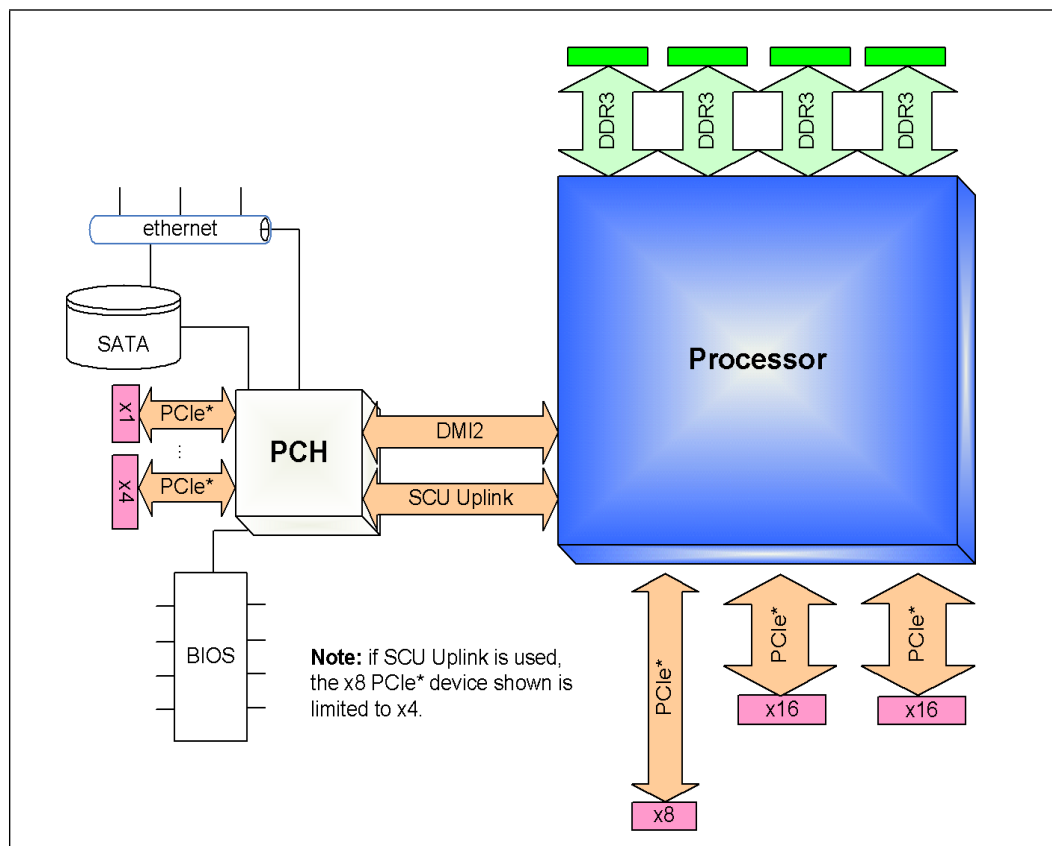 DDR3
DDR3
DDR3
DDR3
ethernet
SATA
Processor
x1
PCIe*
...
x4
PCIe*
PCH
DMI2
SCU Uplink
BIOS
Note: if SCU Uplink is used,
the x8 PCIe* device shown is
limited to x4.
PCIe*
PCIe*
PCIe*
x16
x16
x8